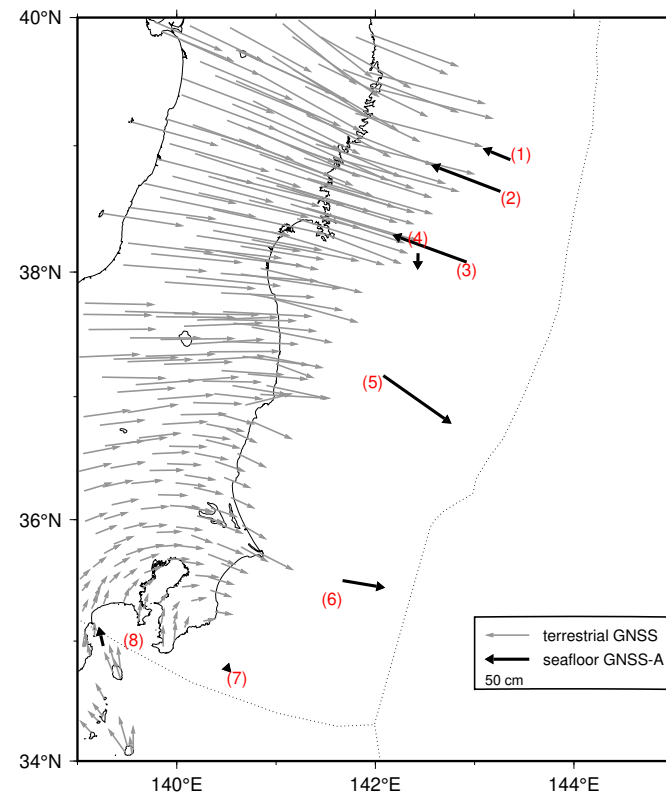 40°N
(1)
(2)
(4)
38°N
(3)
(5)
36°N
(6)
(8)
terrestrial GNSS
seafloor GNSS-A
(7)
50 cm
34°N
140°E 142°E 144°E